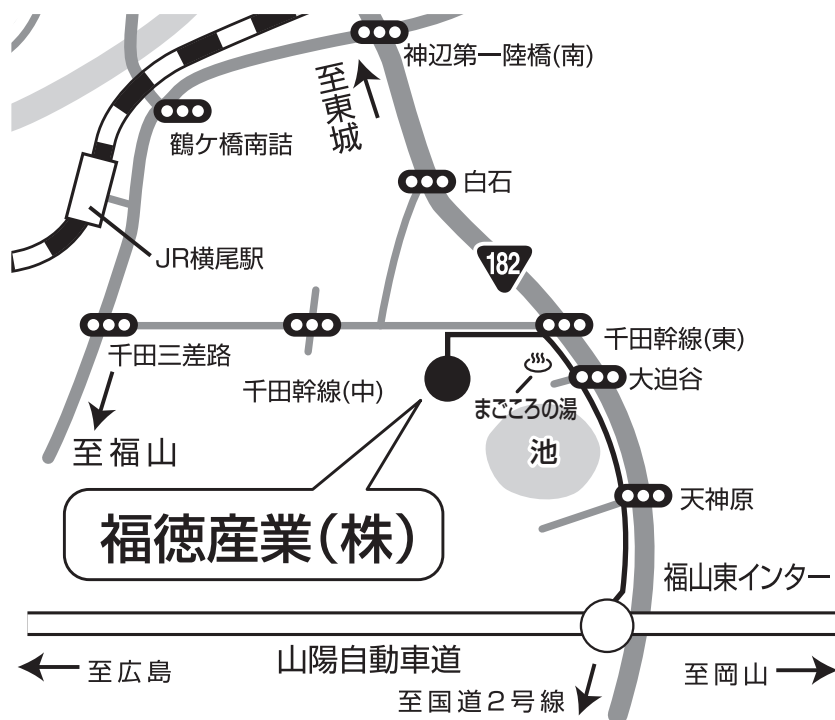 神辺第一陸橋(南)
至東城
鶴ケ橋南詰
白石
JR横尾駅
182
千田三差路
千田幹線(中)
千田幹線(東)
大迫谷
まごころの湯
池
至福山
福徳産業(株)
天神原
福山東インター
山陽自動車道
至広島
至岡山
至国道2号線